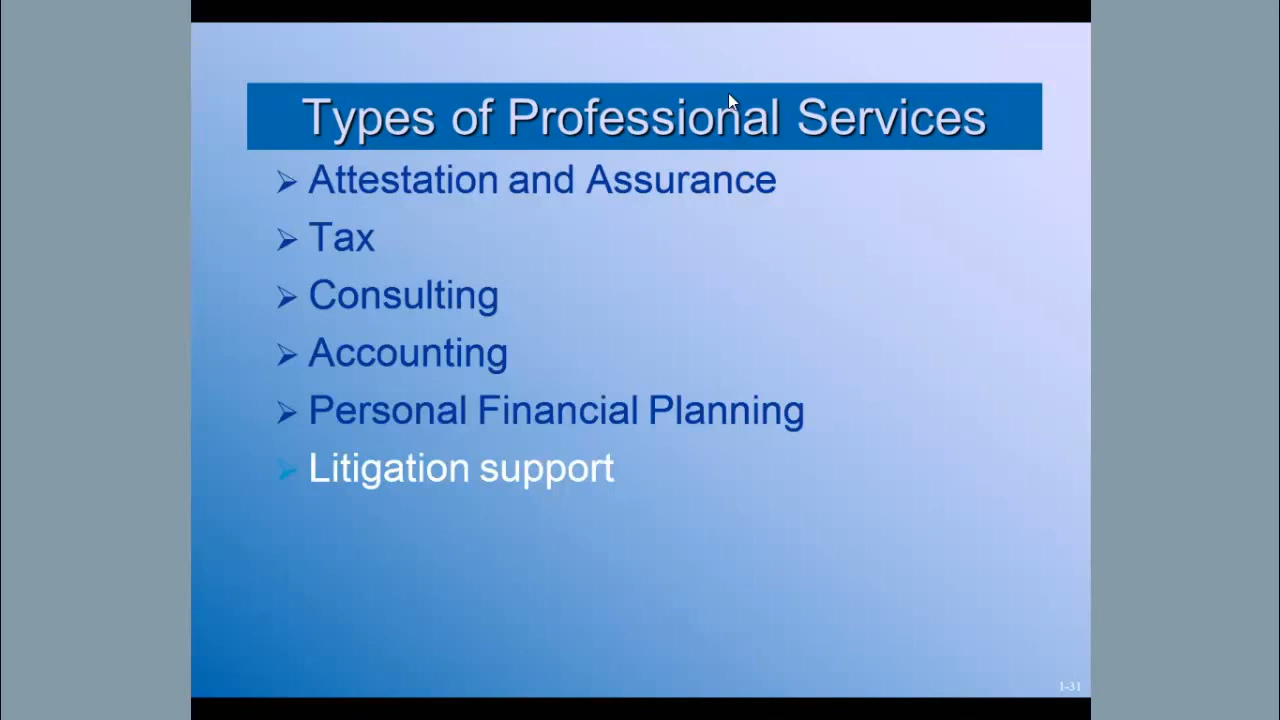 Types of Professional Services
Attestation and Assurance
Tax
Consulting
Accounting
Personal Financial Planning
Litigation support
1-31